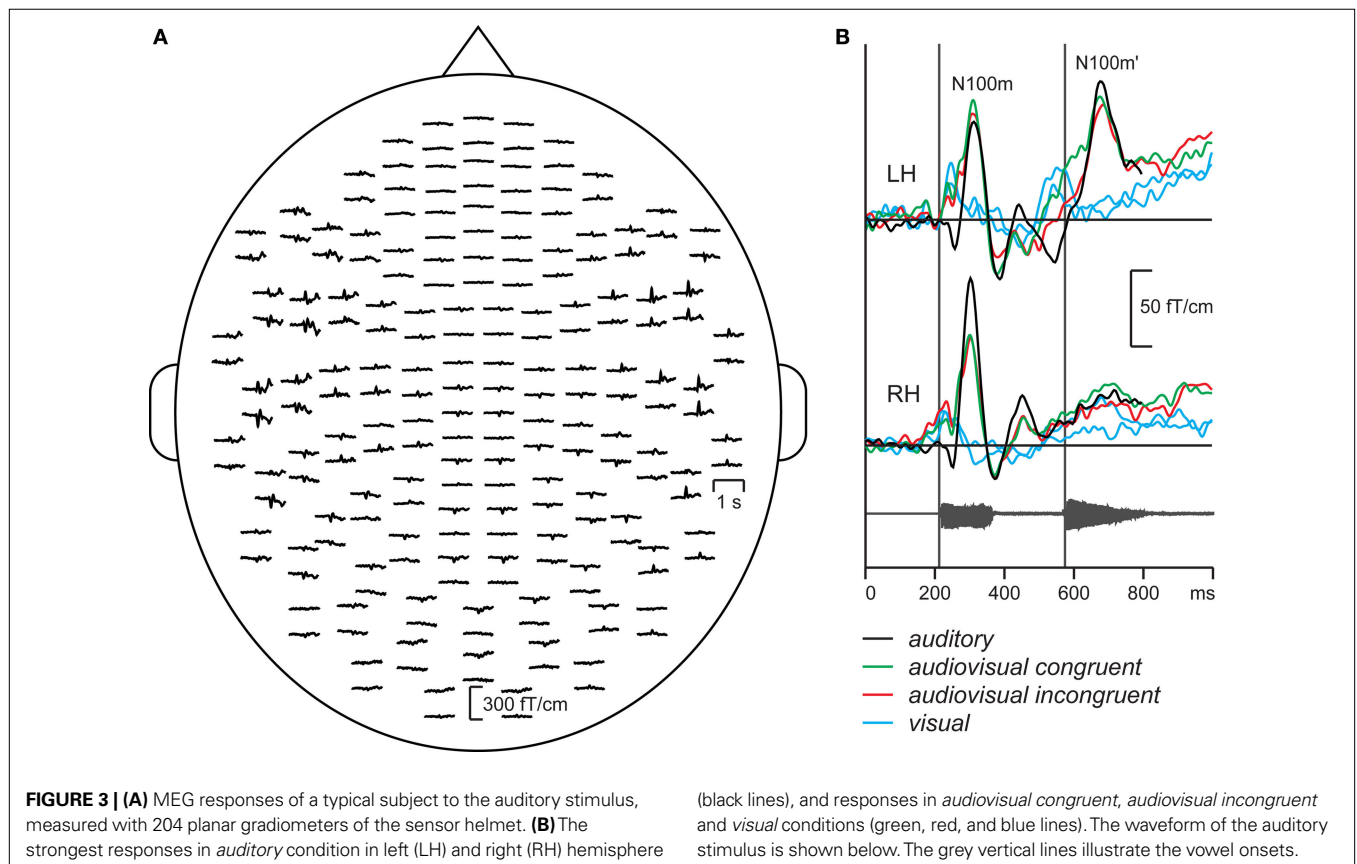 A
1 s
300 fT/cm
B
N100m
N100m'
LH
50 fT/cm
RH
0 200 400 600 800 ms
auditory
audiovisual congruent
audiovisual incongruent
visual
FIGURE 3 | (A) MEG responses of a typical subject to the auditory stimulus,
measured with 204 planar gradiometers of the sensor helmet. (B) The
strongest responses in auditory condition in left (LH) and right (RH) hemisphere
(black lines), and responses in audiovisual congruent, audiovisual incongruent
and visual conditions (green, red, and blue lines). The waveform of the auditory
stimulus is shown below. The grey vertical lines illustrate the vowel onsets.